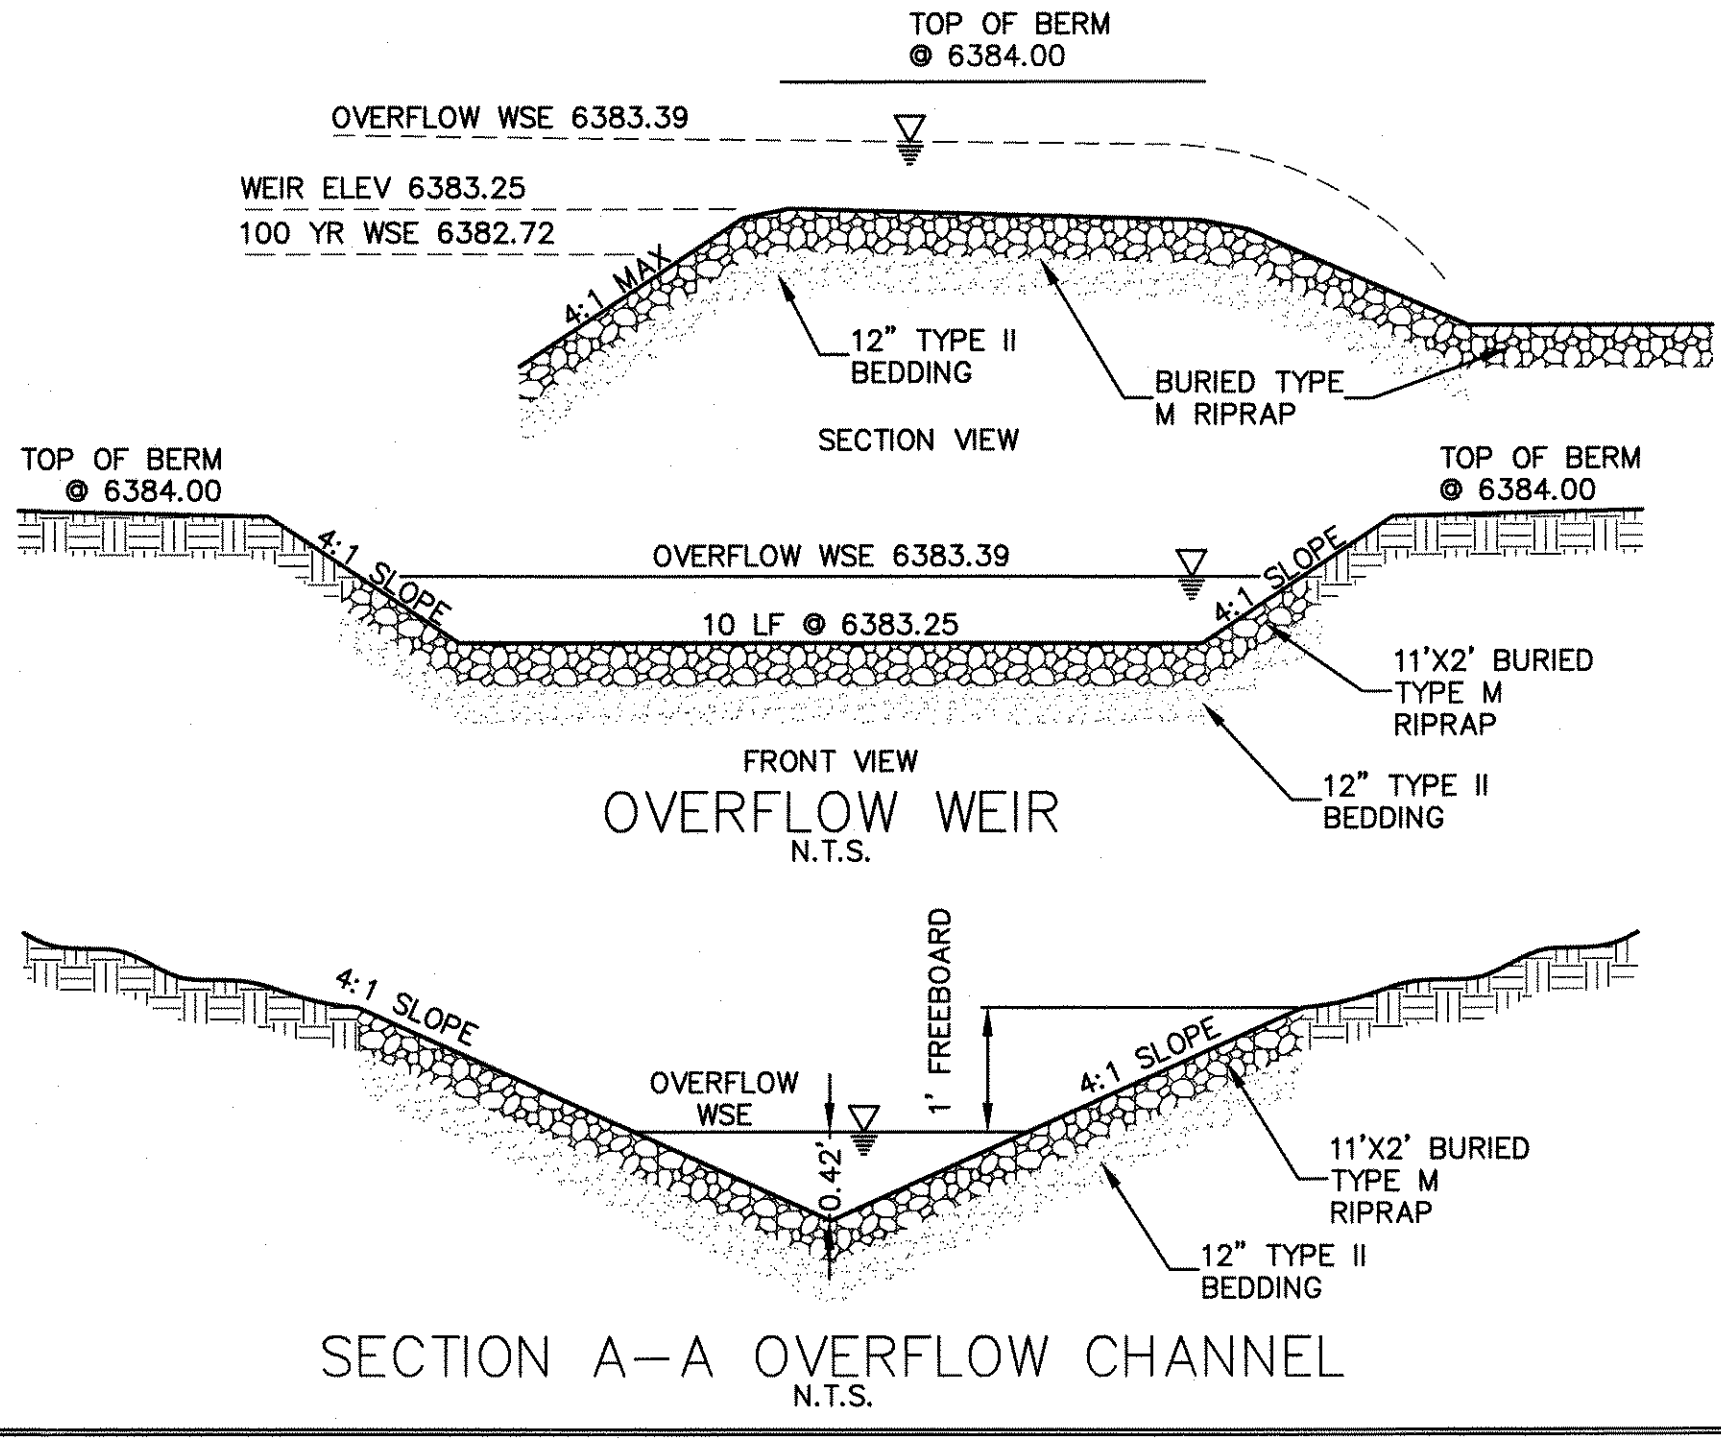 TOP OF BERM
@ 6384.00
OVERFLOW WSE 6383.39
WEIR ELEV 6383.25
100 YR WSE 6382.72
4:1 MAX
12" TYPE II
BEDDING
BURIED TYPE
M RIPRAP
SECTION VIEW
TOP OF BERM
@ 6384.00
TOP OF BERM
@ 6384.00
4:1 SLOPE
OVERFLOW WSE 6383.39
4:1 SLOPE
10 LF @ 6383.25
11'X2' BURIED
TYPE M
RIPRAP
12" TYPE II
BEDDING
FRONT VIEW
OVERFLOW WEIR
N.T.S.
4:1 SLOPE
1' FREEBOARD
4:1 SLOPE
OVERFLOW
WSE
0.42'
11'X2' BURIED
TYPE M
RIPRAP
12" TYPE II
BEDDING
SECTION A-A OVERFLOW CHANNEL
N.T.S.